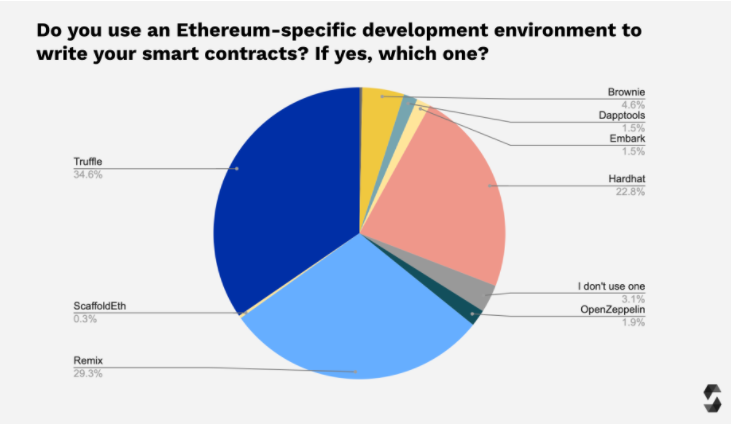 Do you use an Ethereum-specific development environment to
write your smart contracts? If yes, which one?
Brownie
4.6%
Dapptools
1.5%
Embark
1.5%
Hardhat
22.8%
I don't use one
3.1%
OpenZeppelin
1.9%
Truffle
34.6%
ScaffoldEth
0.3%
Remix
29.3%